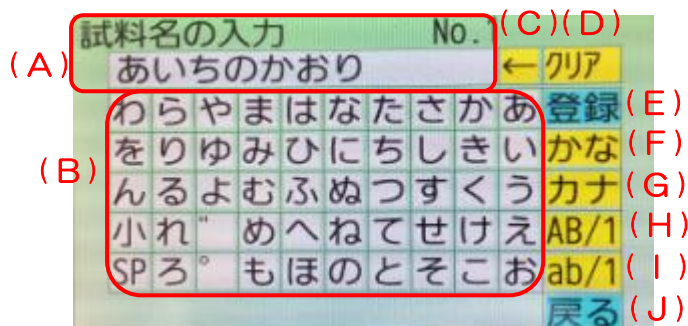 試料名の入力 No. (C)(D)
(A) あいちのかおり ← クリア
わらやまはなたさかあ 登録 (E)
をりゆみひにちしきい かな (F)
(B) んるよむふぬつすくう カナ (G)
小れ゛めへねてせけえ AB/1 (H)
SPろ゜もほのとそこお ab/1 (I)
戻る (J)